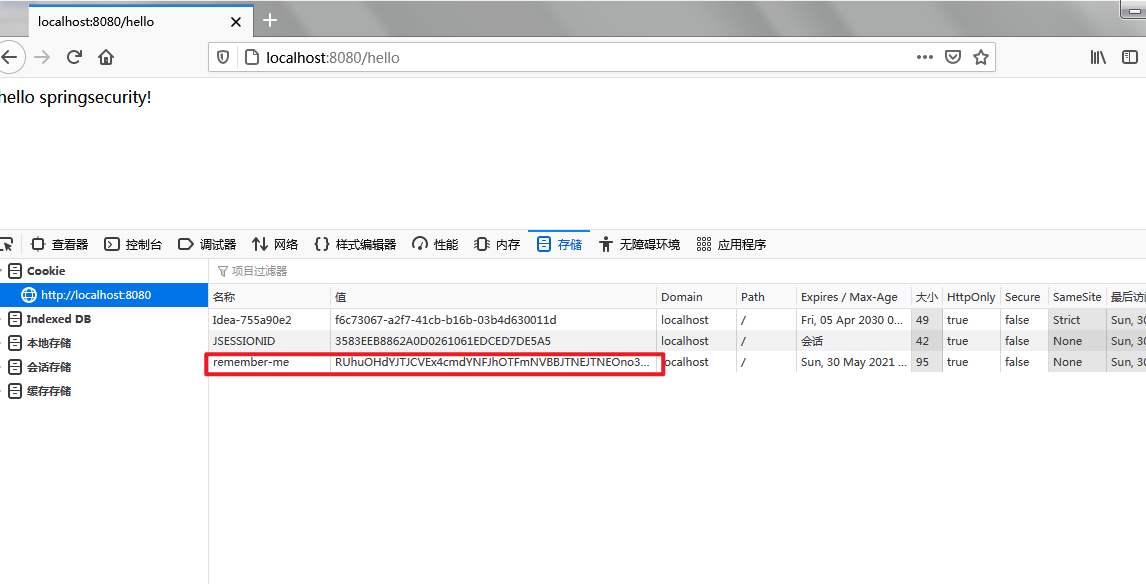 localhost:8080/hello
localhost:8080/hello
hello springsecurity!
查看器 控制台 调试器 网络 样式编辑器 性能 内存 存储 无障碍环境 应用程序
Cookie
项目过滤器
http://localhost:8080
名称 值 Domain Path Expires / Max-Age 大小 HttpOnly Secure SameSite 最后访
Indexed DB
Idea-755a90e2 f6c73067-a2f7-41cb-b16b-03b4d630011d localhost / Fri, 05 Apr 2030 0... 49 true false Strict Sun, 30
本地存储
JSESSIONID 3583EEB8862A0D0261061EDCED7DE5A5 localhost / 会话 42 true false None Sun, 30
会话存储
remember-me RUhuOHdYJTJCVEx4cmdYNFJhOTFmNVBBJTNEJTNEOno3... localhost / Sun, 30 May 2021 ... 95 true false None Sun, 30
缓存存储